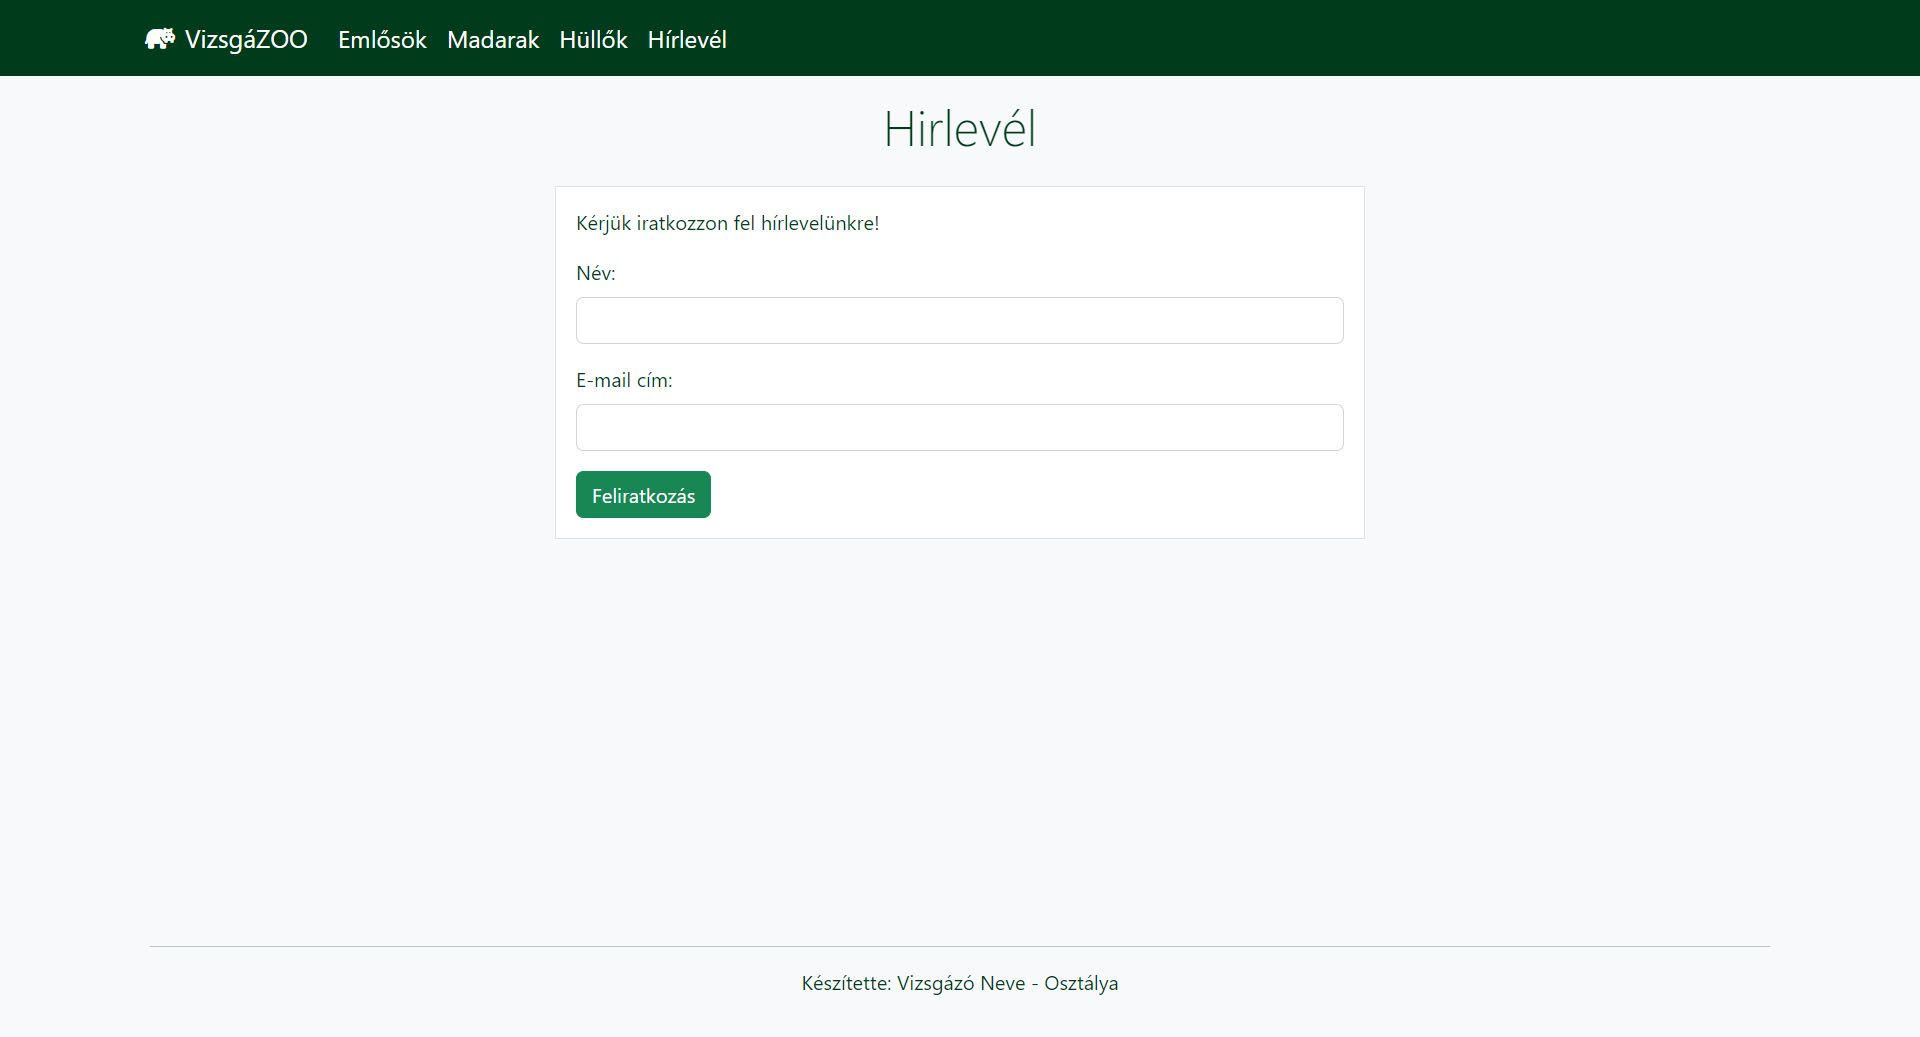 VizsgáZOO Emlősök Madarak Hüllők Hírlevél
Hirlevél
Kérjük iratkozzon fel hírlevelünkre!
Név:
E-mail cím:
Feliratkozás
Készítette: Vizsgázó Neve - Osztálya